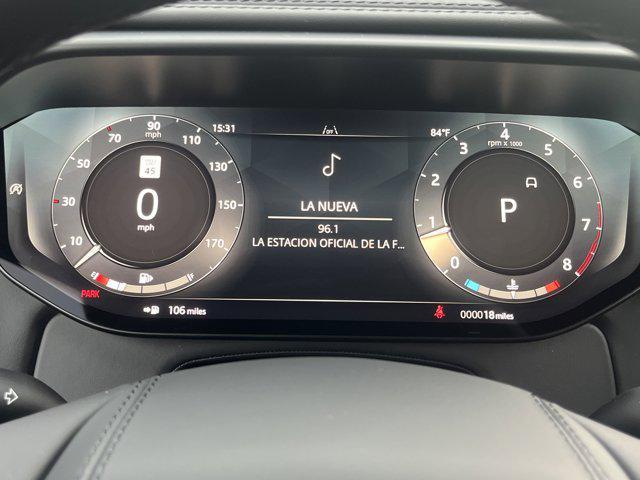 15:31
OFF
84°F
10
30
50
70
90
mph
110
130
150
170
45
0
mph
E
F
PARK
LA NUEVA
96.1
LA ESTACION OFICIAL DE LA F...
0
1
2
3
4
rpm x 1000
5
6
7
8
P
106 miles
000018 miles